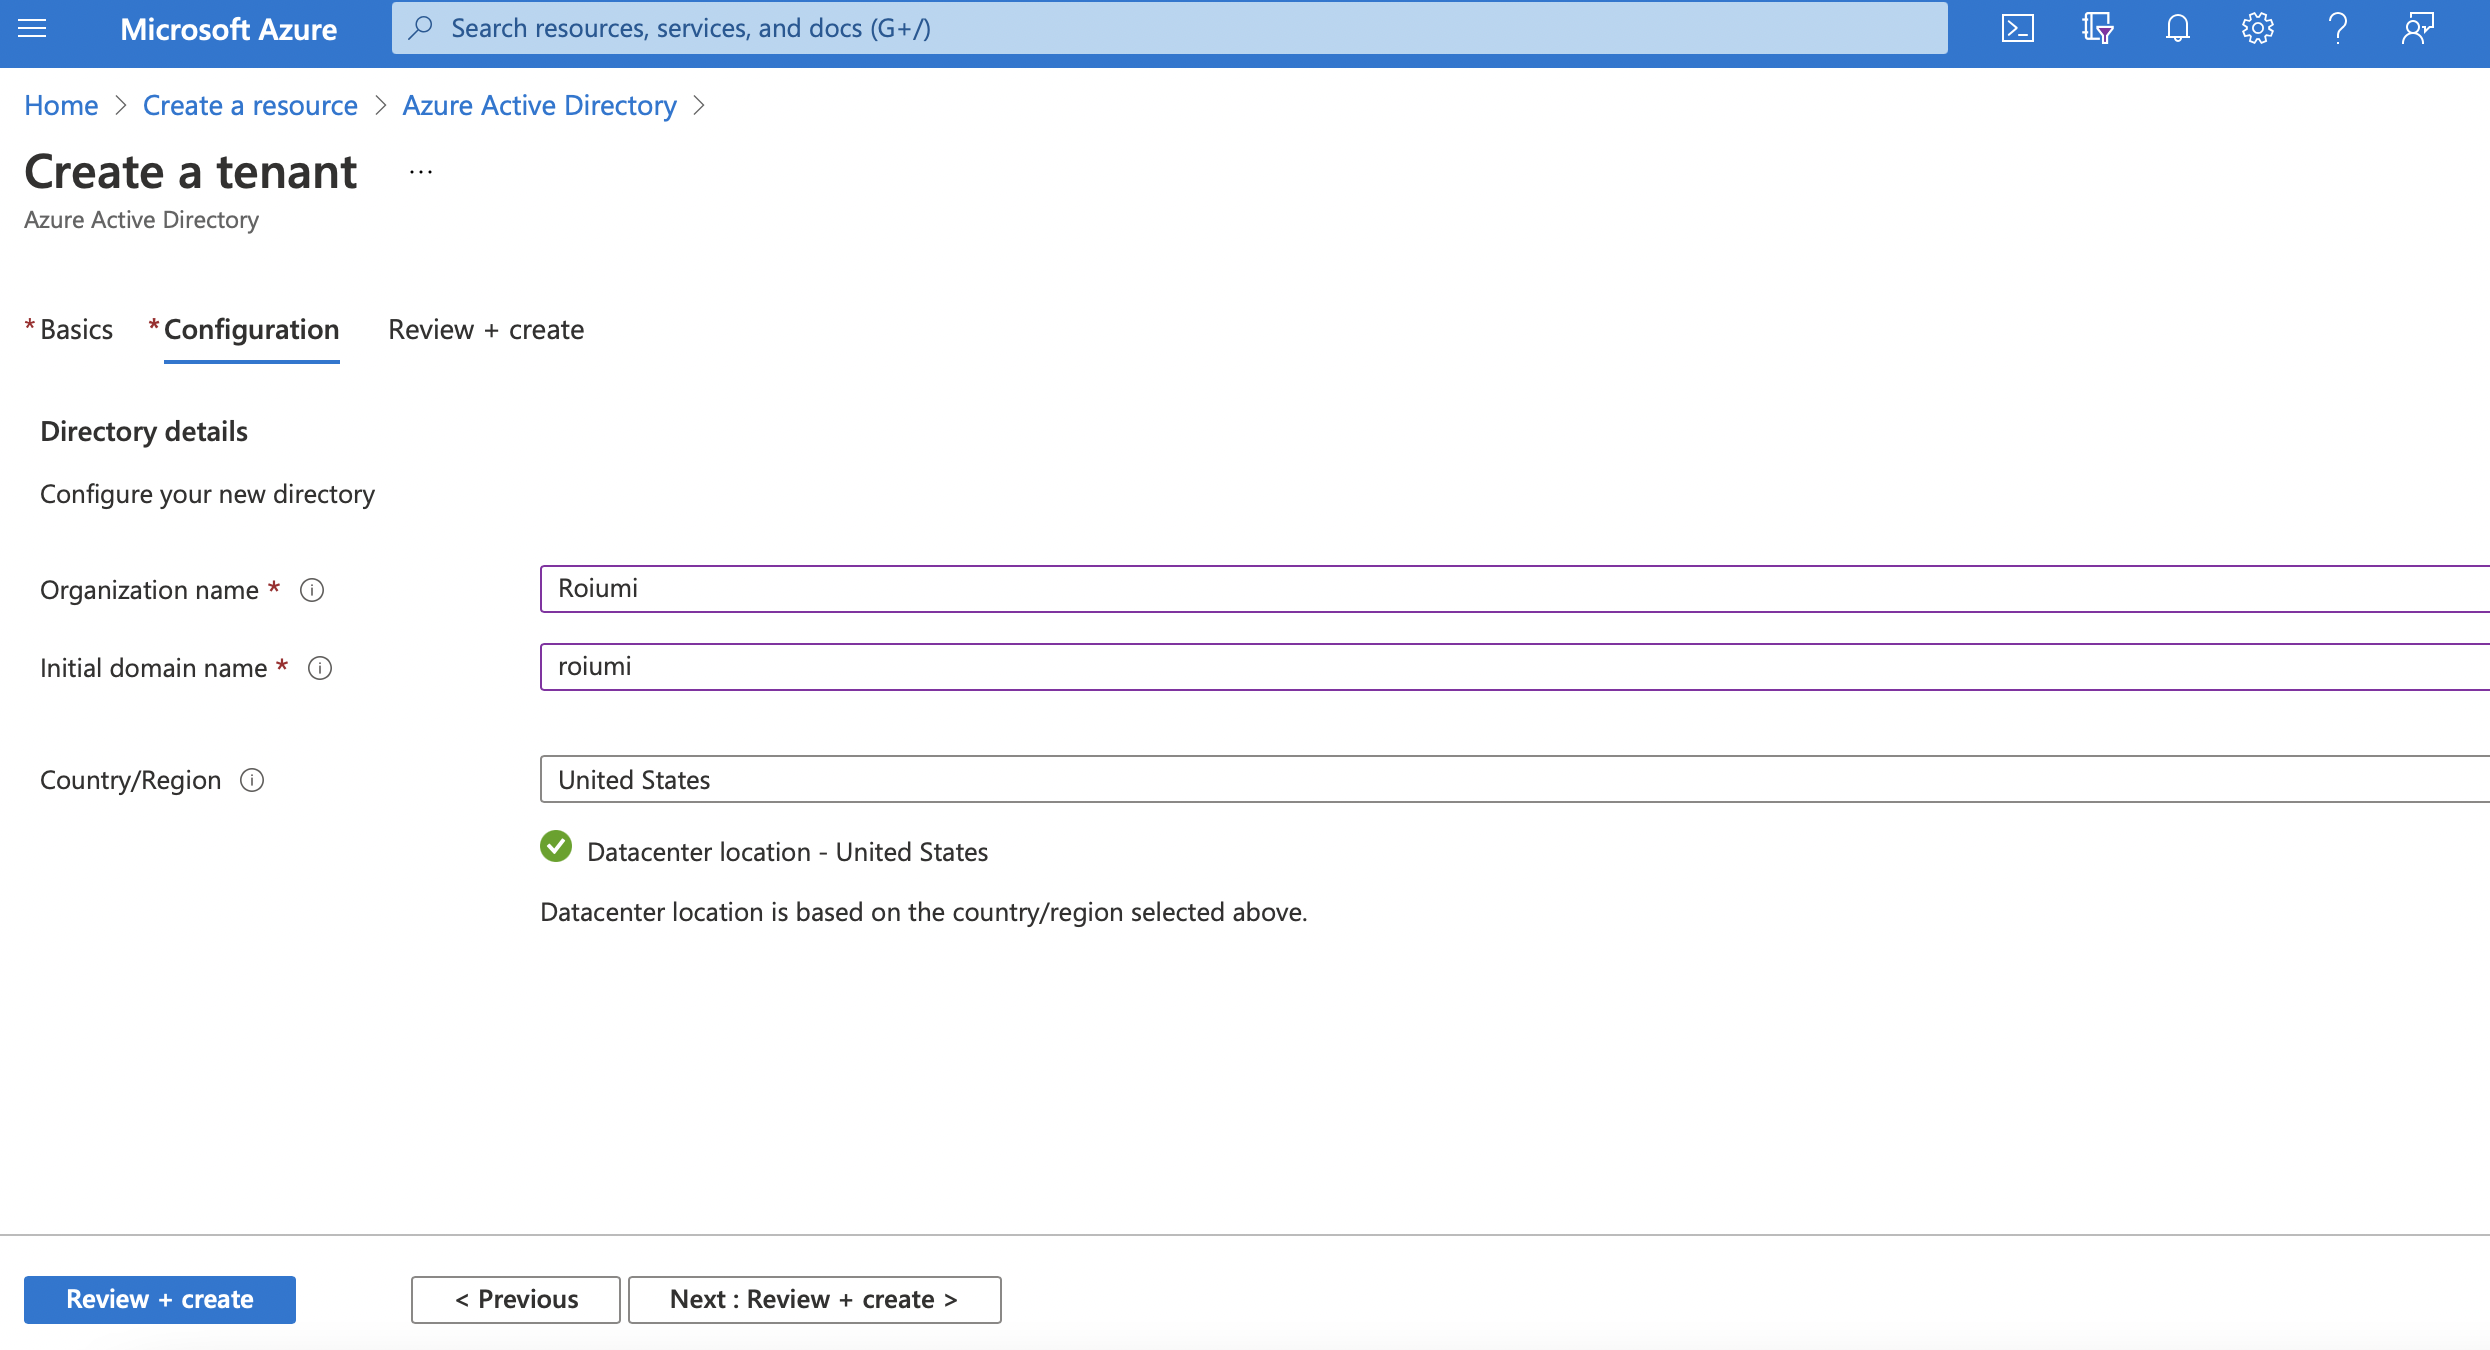 Microsoft Azure
Search resources, services, and docs (G+/)
Home > Create a resource > Azure Active Directory >
Create a tenant ...
Azure Active Directory
* Basics * Configuration Review + create
Directory details
Configure your new directory
Organization name * Roiumi
Initial domain name * roiumi
Country/Region United States
Datacenter location - United States
Datacenter location is based on the country/region selected above.
Review + create < Previous Next : Review + create >